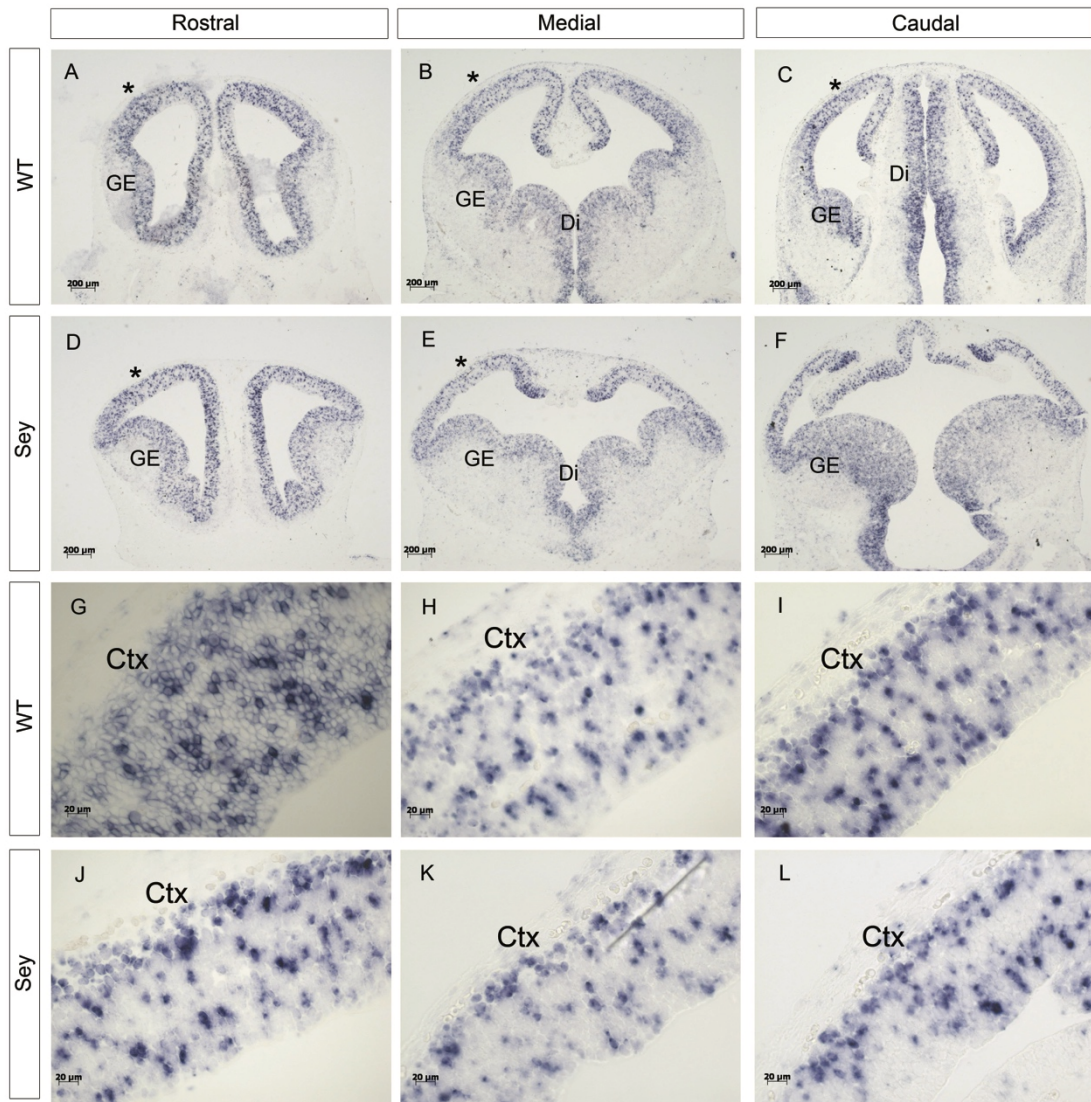 Rostral
Medial
Caudal
WT
A
*
GE
200 µm
B
*
GE
Di
200 µm
C
*
Di
GE
200 µm
Sey
D
*
GE
200 µm
E
*
GE
Di
200 µm
F
GE
200 µm
WT
G
Ctx
20 µm
H
Ctx
20 µm
I
Ctx
20 µm
Sey
J
Ctx
20 µm
K
Ctx
20 µm
L
Ctx
20 µm